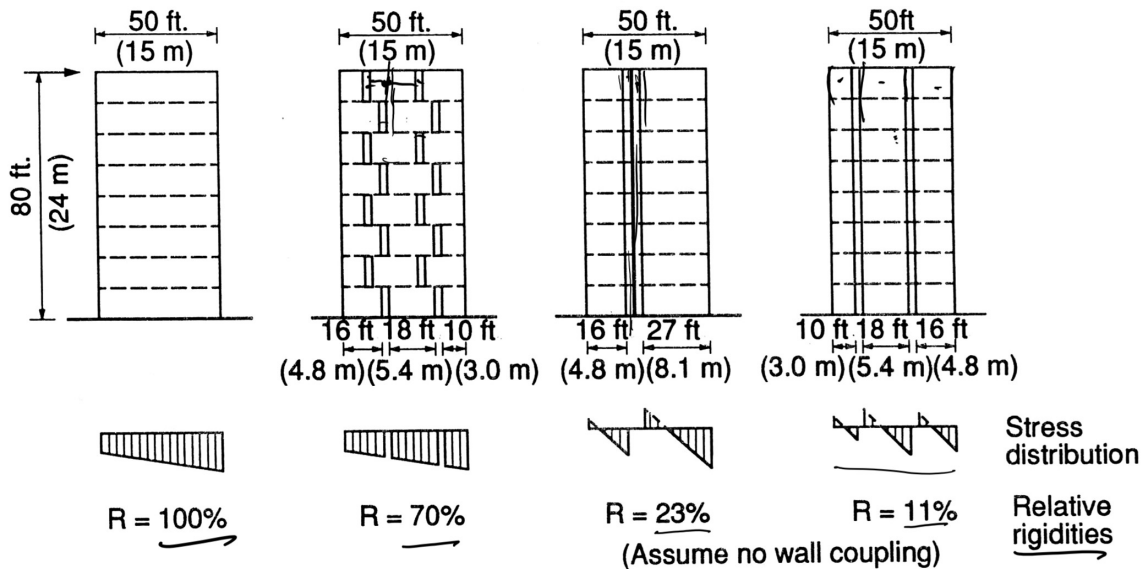 50 ft.
(15 m)
50 ft.
(15 m)
50 ft.
(15 m)
50ft
(15 m)
80 ft.
(24 m)
16 ft 18 ft 10 ft
(4.8 m)(5.4 m)(3.0 m)
16 ft 27 ft
(4.8 m)(8.1 m)
10 ft 18 ft 16 ft
(3.0 m)(5.4 m)(4.8 m)
Stress
distribution
R = 100%
R = 70%
R = 23%
R = 11%
Relative
rigidities
(Assume no wall coupling)